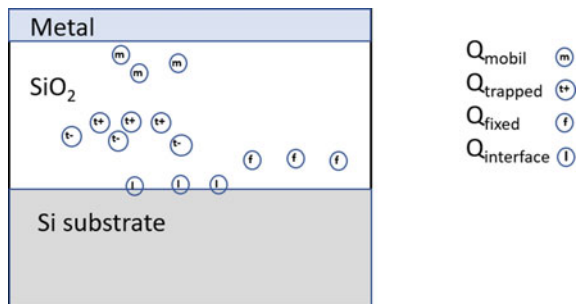 Metal
m m m
SiO₂
t- t+ t- t+ t+ t-
f f f
I I I
Si substrate
Qmobil m
Qtrapped t+
Qfixed f
Qinterface I